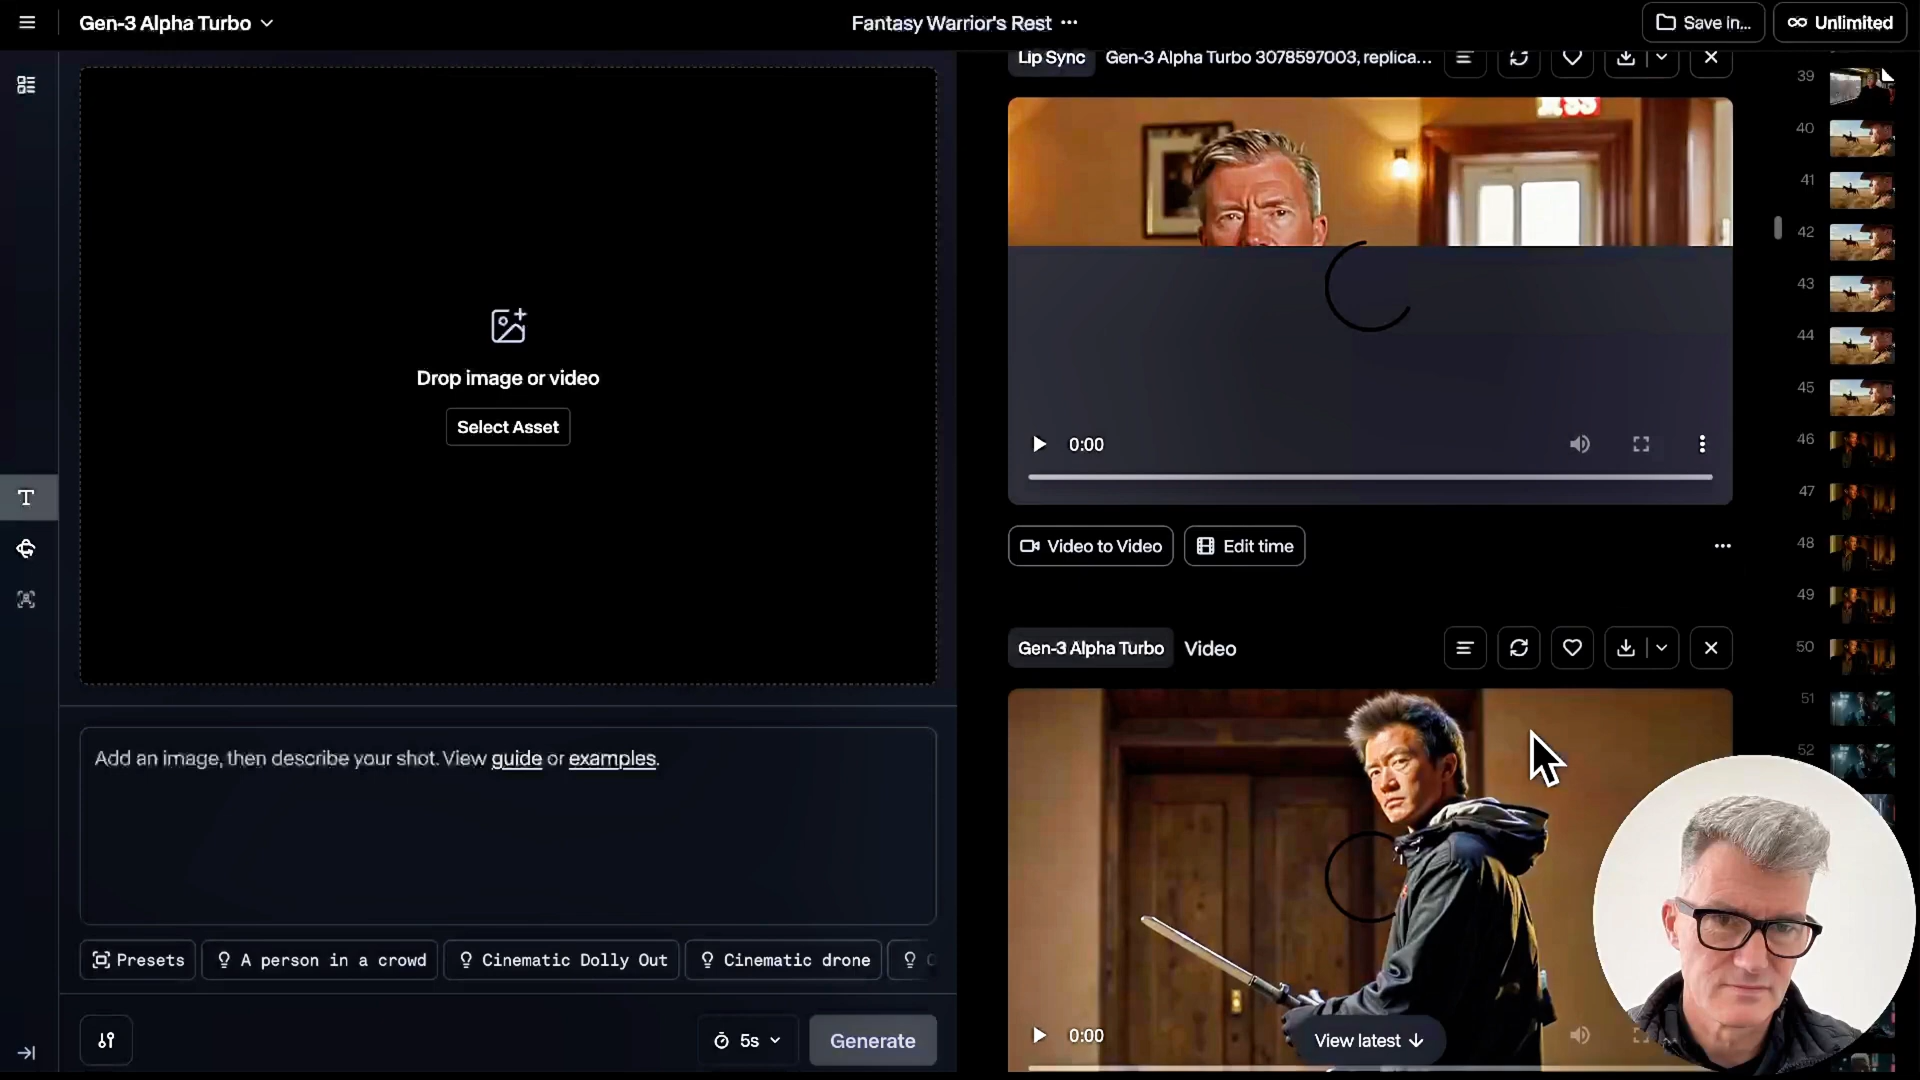 Gen-3 Alpha Turbo
Fantasy Warrior's Rest ···
Save in...
Unlimited
Lip Sync
Gen-3 Alpha Turbo 3078597003, replica...
Drop image or video
Select Asset
0:00
Video to Video
Edit time
Gen-3 Alpha Turbo
Video
Add an image, then describe your shot. View guide or examples.
Presets
A person in a crowd
Cinematic Dolly Out
Cinematic drone
5s
Generate
0:00
View latest
39
40
41
42
43
44
45
46
47
48
49
50
51
52